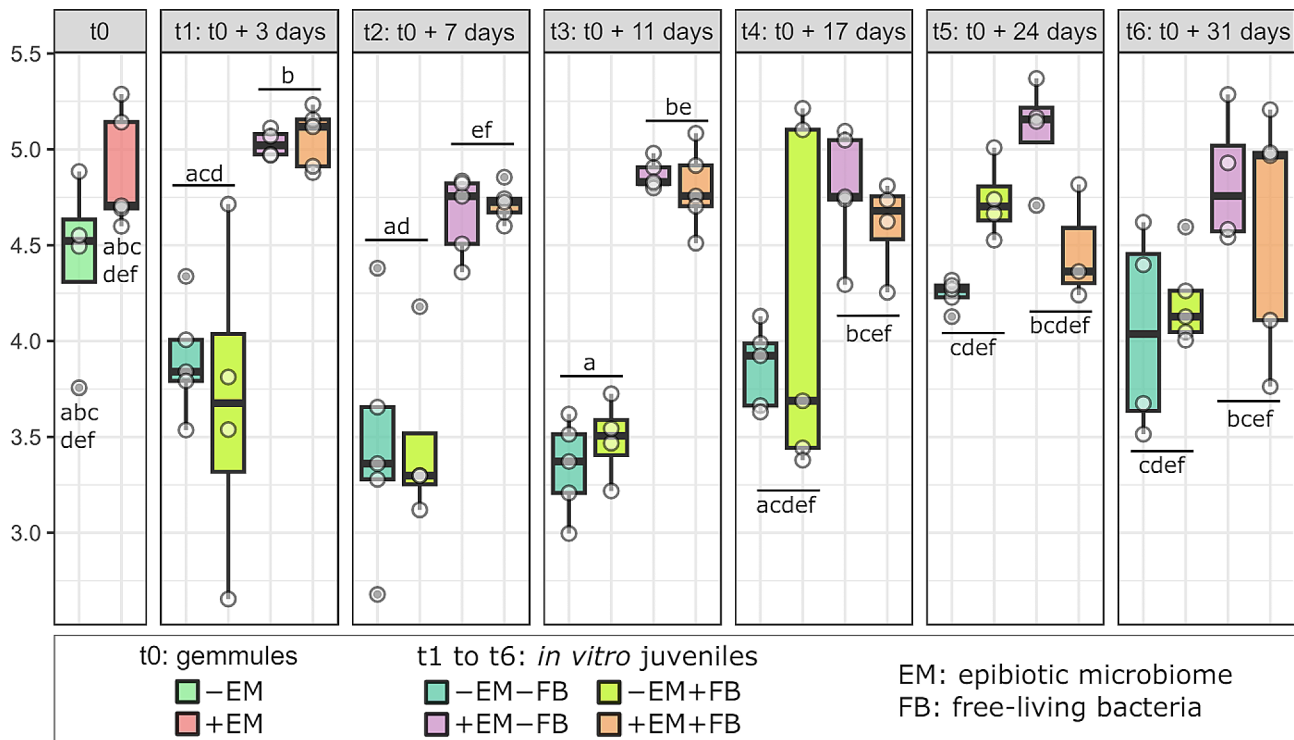 t0
t1: t0 + 3 days
t2: t0 + 7 days
t3: t0 + 11 days
t4: t0 + 17 days
t5: t0 + 24 days
t6: t0 + 31 days
5.5
5.0
4.5
4.0
3.5
3.0
abc
def
abc
def
acd
b
ad
ef
a
be
acdef
bcef
cdef
bcdef
cdef
bcef
t0: gemmules
−EM
+EM
t1 to t6: in vitro juveniles
−EM−FB
−EM+FB
+EM−FB
+EM+FB
EM: epibiotic microbiome
FB: free-living bacteria